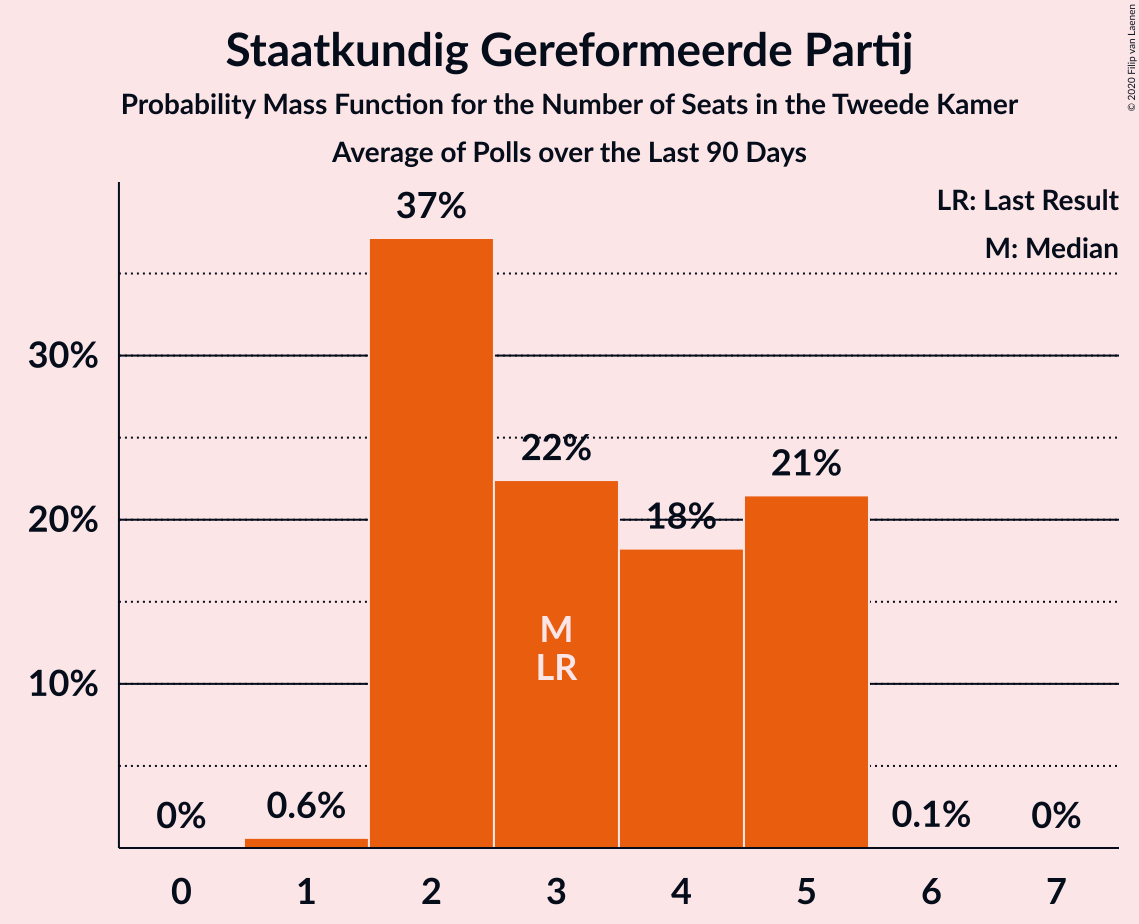 Staatkundig Gereformeerde Partij
Probability Mass Function for the Number of Seats in the Tweede Kamer
Average of Polls over the Last 90 Days
© 2020 Filip van Laenen
LR: Last Result
M: Median
37%
30%
22%
21%
20%
18%
M
LR
10%
0%
0.6%
0.1%
0%
0 1 2 3 4 5 6 7